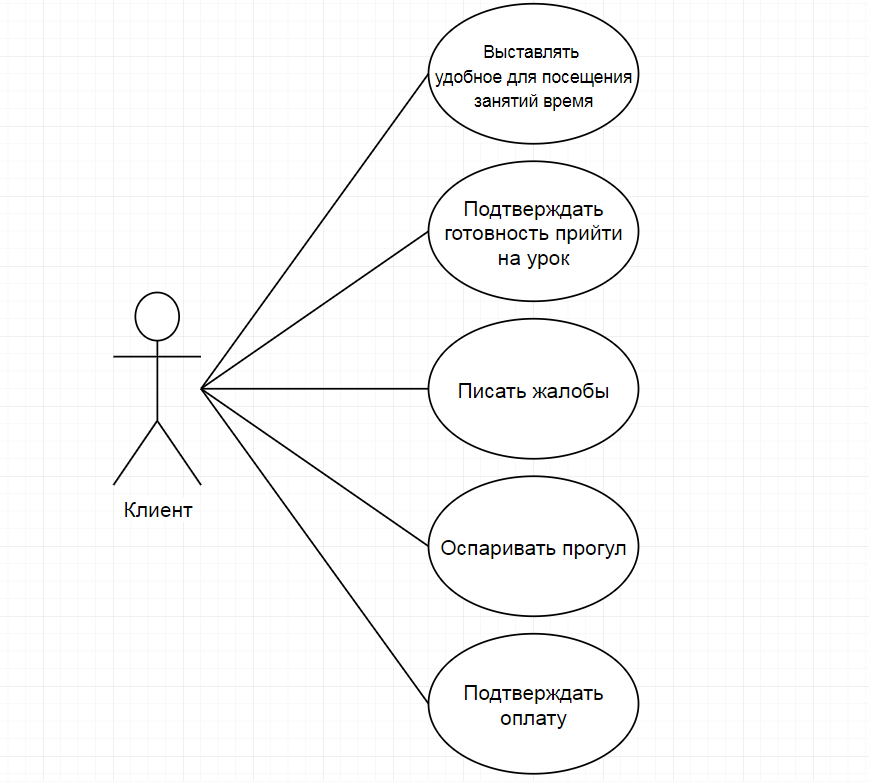 Выставлять
удобное для посещения
занятий время
Подтверждать
готовность прийти
на урок
Писать жалобы
Клиент
Оспаривать прогул
Подтверждать
оплату